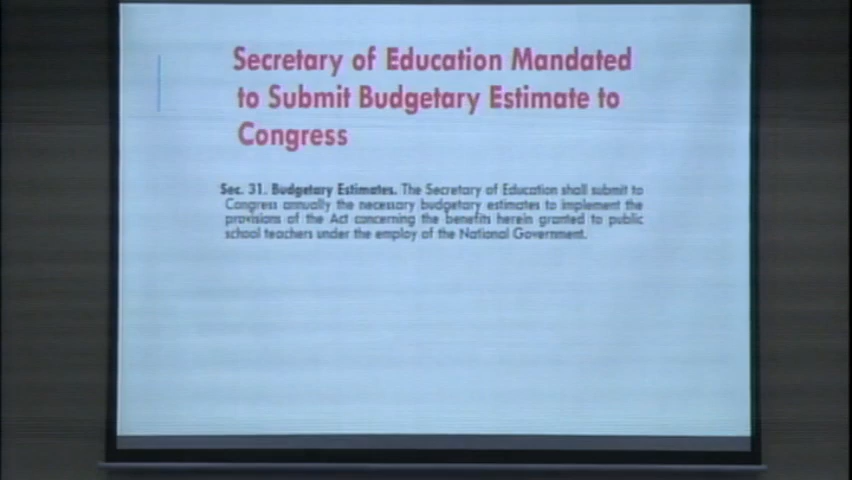 Secretary of Education Mandated
to Submit Budgetary Estimate to
Congress
Sec. 31. Budgetary Estimates. The Secretary of Education shall submit to
Congress annually the necessary budgetary estimates to implement the
provisions of the Act concerning the benefits herein granted to public
school teachers under the employ of the National Government.